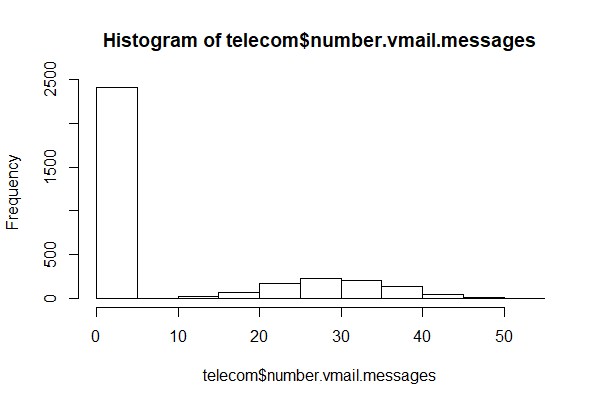 Histogram of telecom$number.vmail.messages
Frequency
2500
1500
500
0
0 10 20 30 40 50
telecom$number.vmail.messages